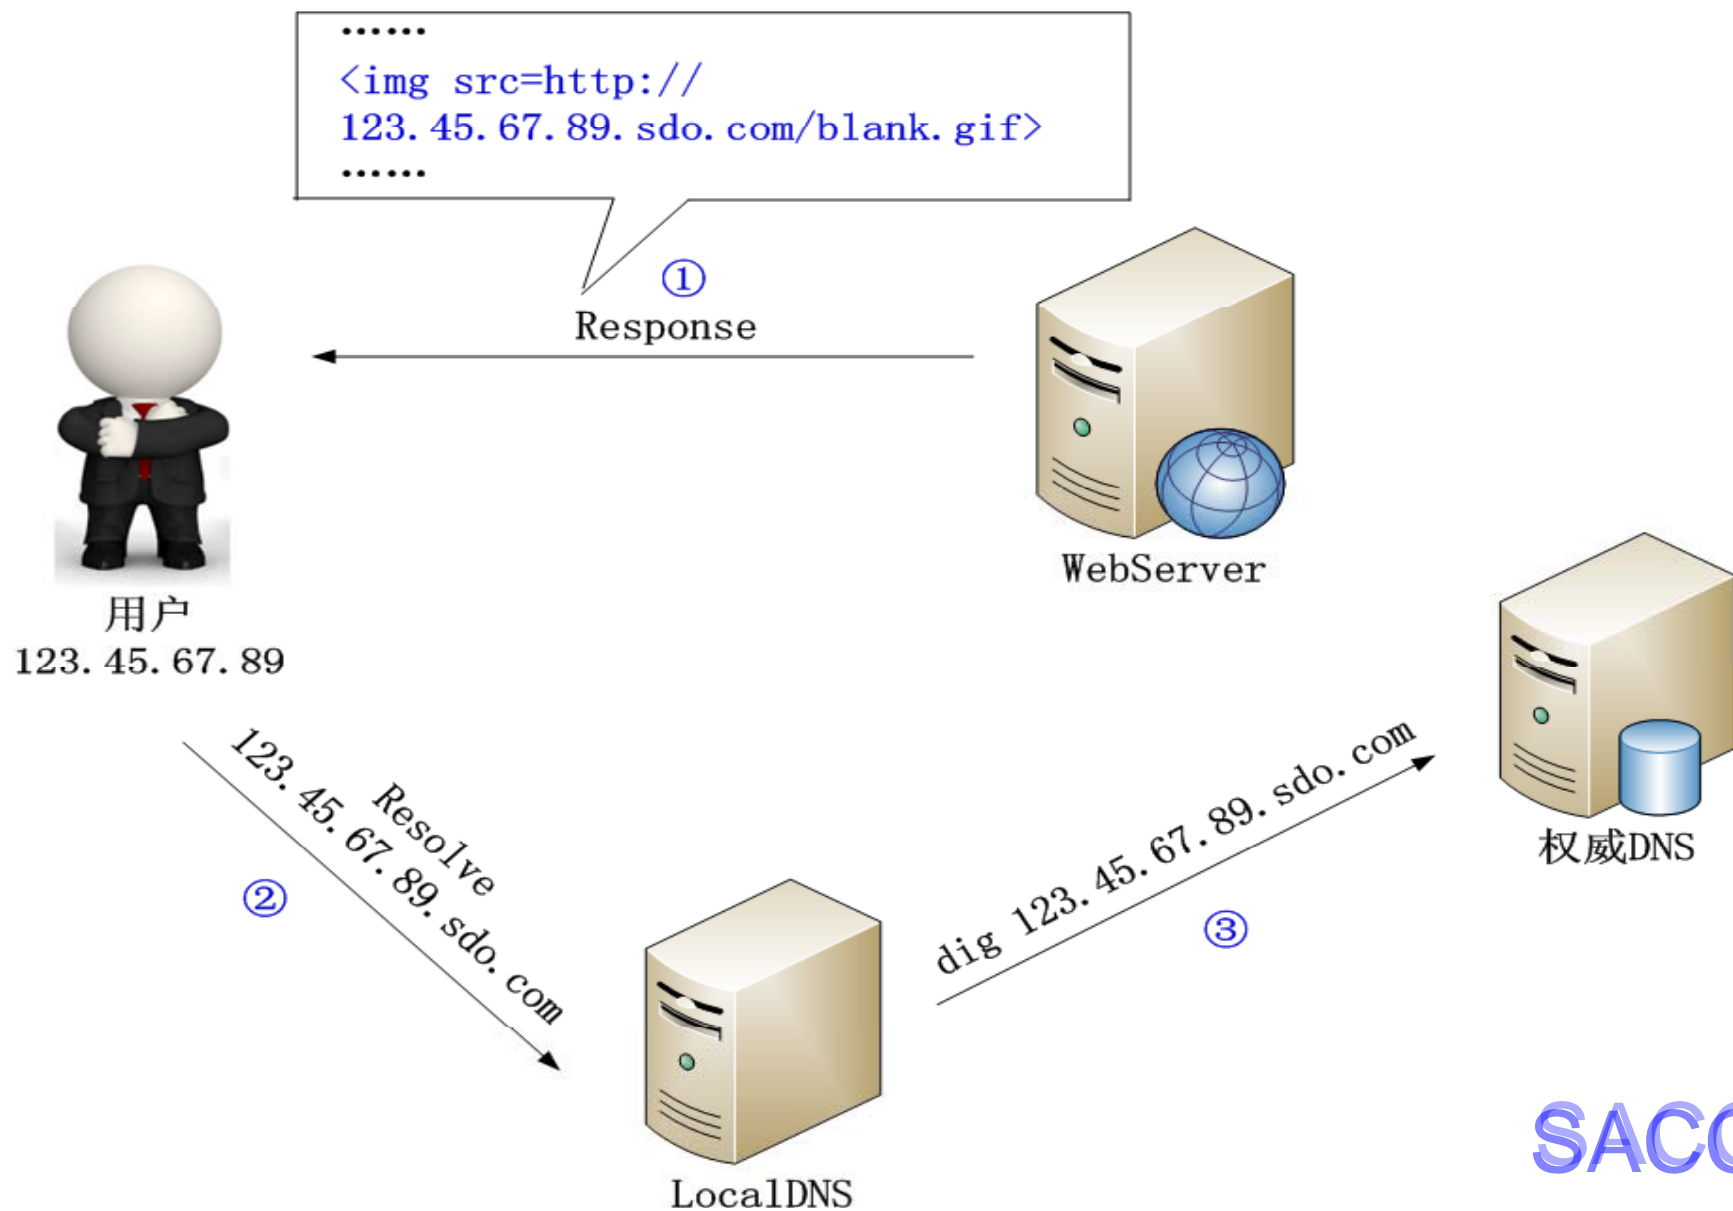 ......
<img src=http://
123.45.67.89.sdo.com/blank.gif>
......
①
Response
WebServer
用户
123.45.67.89
Resolve
123.45.67.89.sdo.com
②
dig 123.45.67.89.sdo.com
③
权威DNS
LocalDNS